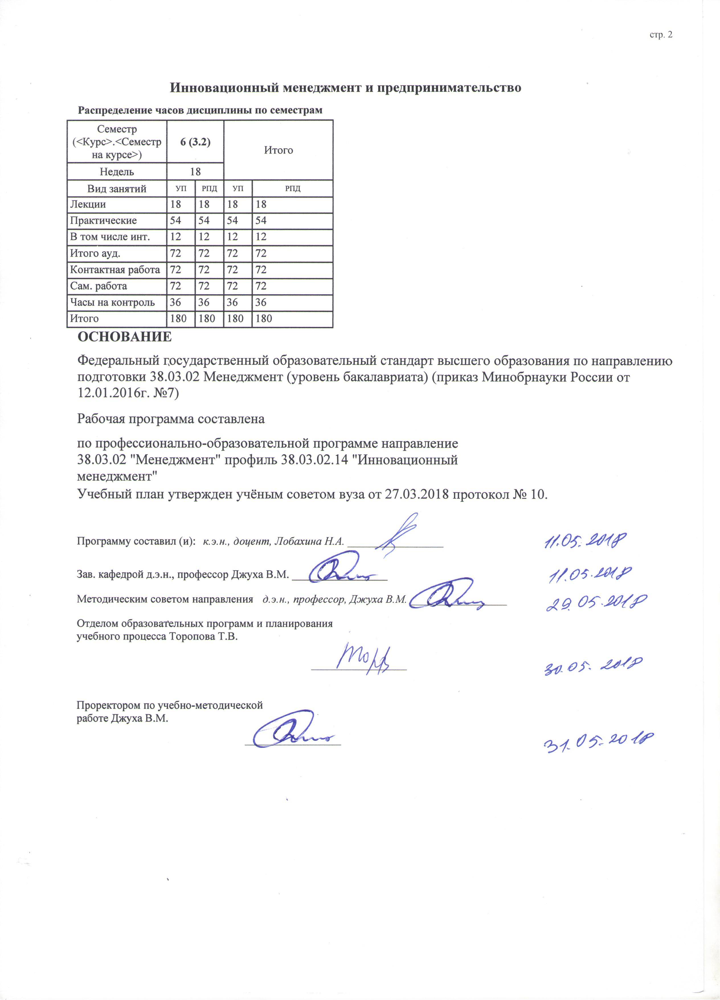 стр. 2
Инновационный менеджмент и предпринимательство
Распределение часов дисциплины по семестрам
Семестр
(<Курс>.<Семестр
на курсе>)
6 (3.2)
Итого
Недель 18
Вид занятий УП РПД УП РПД
Лекции 18 18 18 18
Практические 54 54 54 54
В том числе инт. 12 12 12 12
Итого ауд. 72 72 72 72
Контактная работа 72 72 72 72
Сам. работа 72 72 72 72
Часы на контроль 36 36 36 36
Итого 180 180 180 180
ОСНОВАНИЕ
Федеральный государственный образовательный стандарт высшего образования по направлению
подготовки 38.03.02 Менеджмент (уровень бакалавриата) (приказ Минобрнауки России от
12.01.2016г. №7)
Рабочая программа составлена
по профессионально-образовательной программе направление
38.03.02 "Менеджмент" профиль 38.03.02.14 "Инновационный
менеджмент"
Учебный план утвержден учёным советом вуза от 27.03.2018 протокол № 10.
Программу составил (и): к.э.н., доцент, Лобахина Н.А. 11.05.2018
Зав. кафедрой д.э.н., профессор Джуха В.М. 11.05.2018
Методическим советом направления д.э.н., профессор, Джуха В.М. 29.05.2018
Отделом образовательных программ и планирования
учебного процесса Торопова Т.В.
30.05.2018
Проректором по учебно-методической
работе Джуха В.М.
31.05.2018